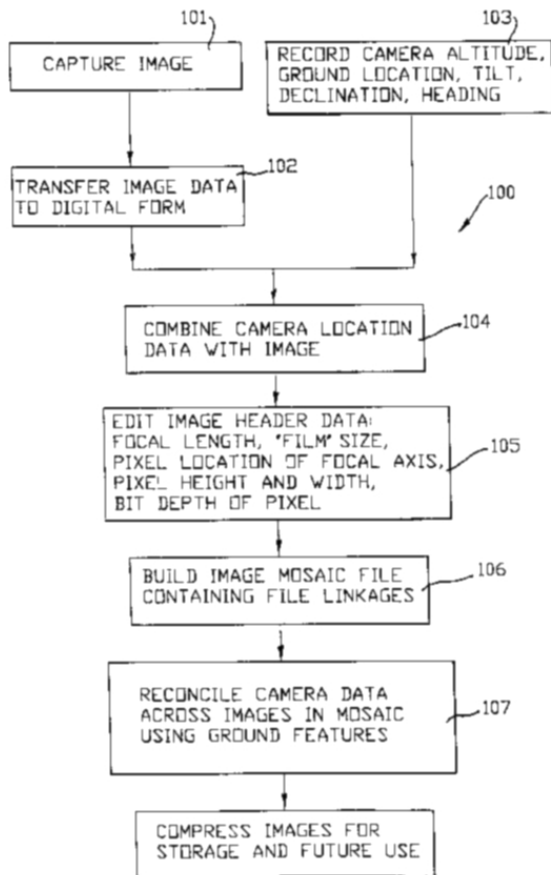 101
CAPTURE IMAGE
103
RECORD CAMERA ALTITUDE,
GROUND LOCATION, TILT,
DECLINATION, HEADING
102
TRANSFER IMAGE DATA
TO DIGITAL FORM
100
COMBINE CAMERA LOCATION
DATA WITH IMAGE
104
EDIT IMAGE HEADER DATA:
FOCAL LENGTH, "FILM" SIZE,
PIXEL LOCATION OF FOCAL AXIS,
PIXEL HEIGHT AND WIDTH,
BIT DEPTH OF PIXEL
105
BUILD IMAGE MOSAIC FILE
CONTAINING FILE LINKAGES
106
RECONCILE CAMERA DATA
ACROSS IMAGES IN MOSAIC
USING GROUND FEATURES
107
COMPRESS IMAGES FOR
STORAGE AND FUTURE USE